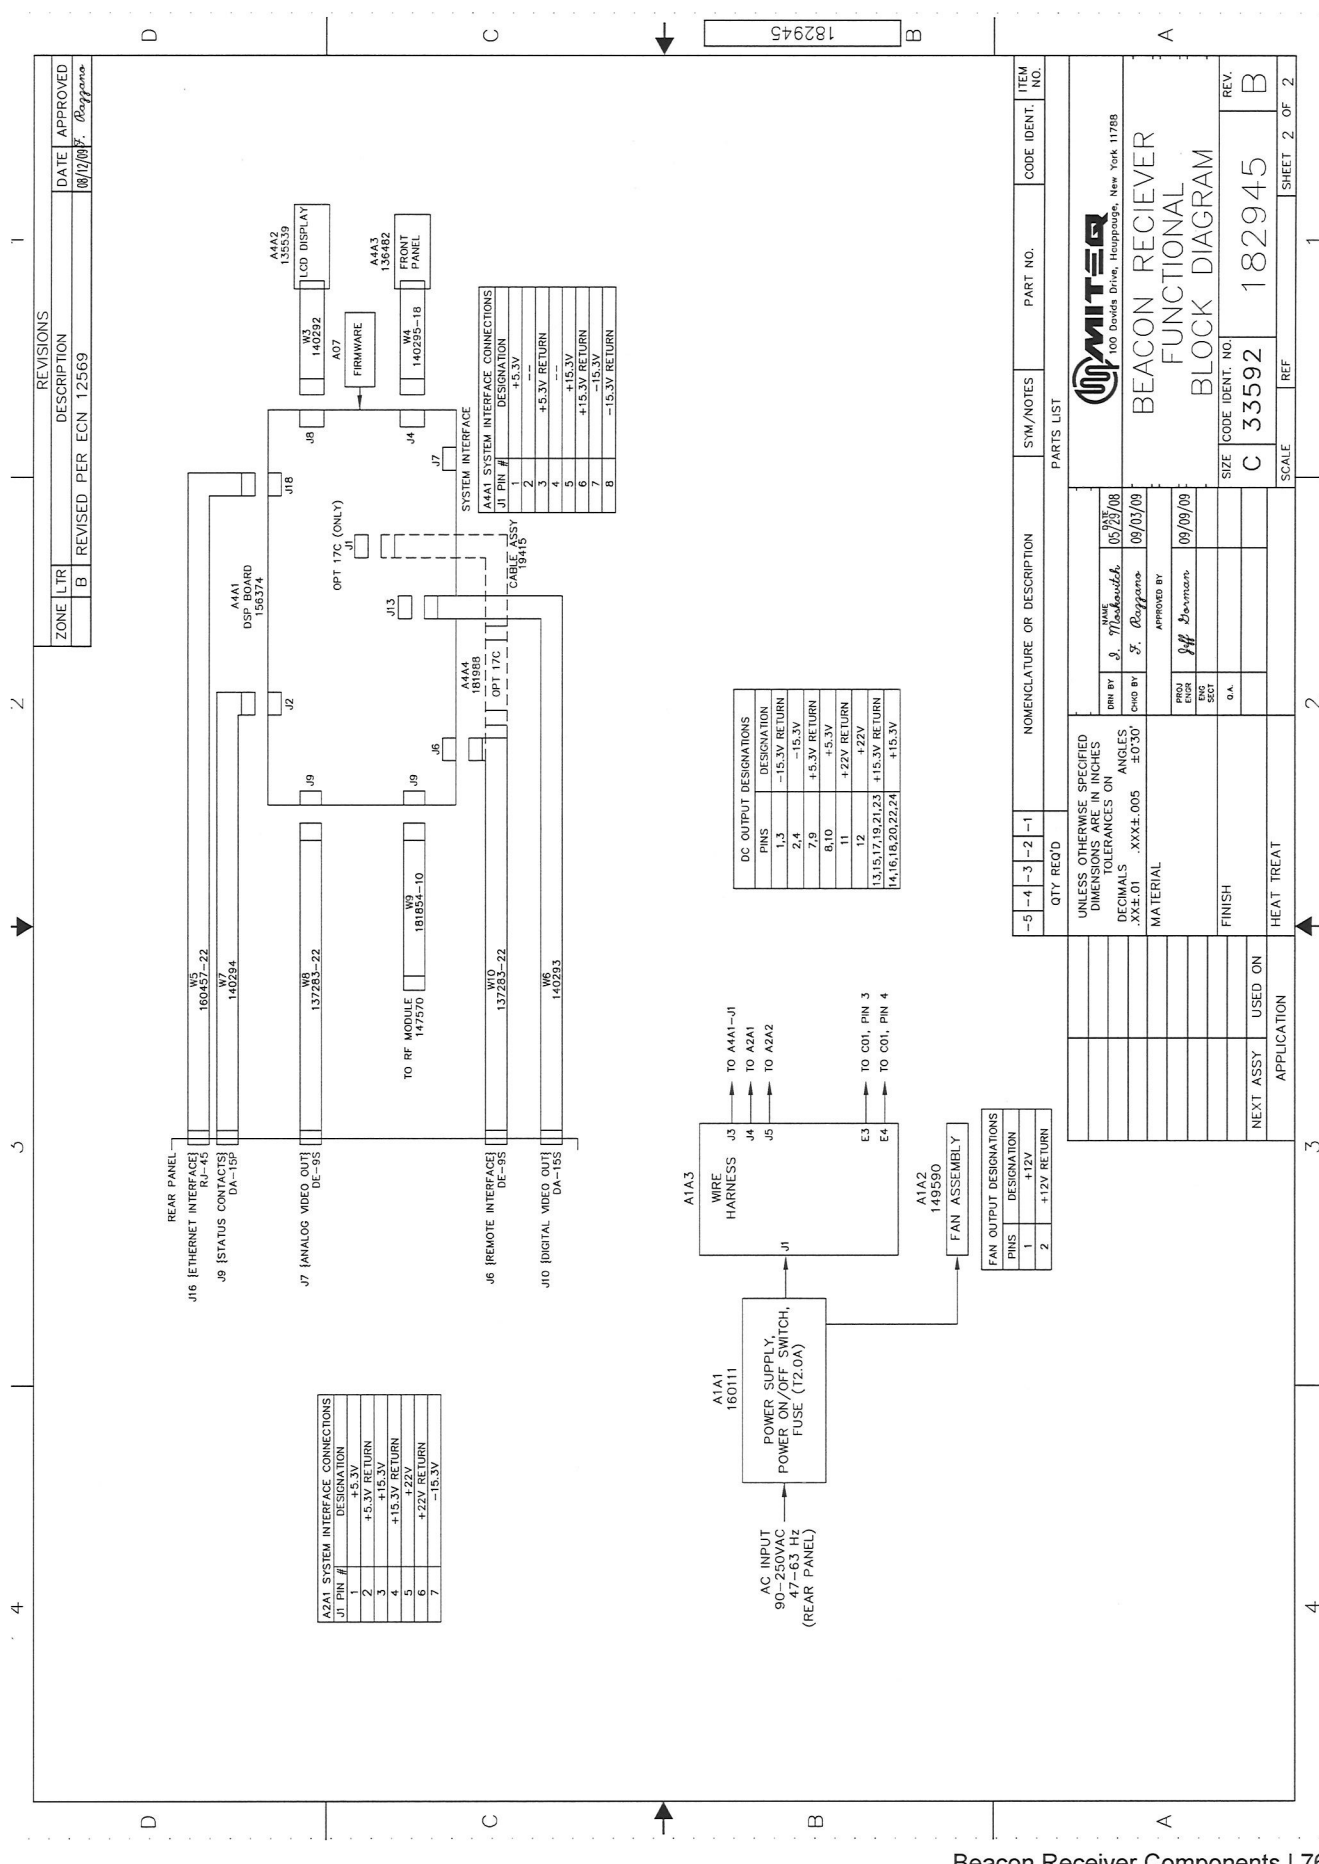 REVISIONS
ZONE LTR DESCRIPTION DATE APPROVED
B REVISED PER ECN 12569 08/12/09 F. Razzano
D
C
B
A
1
2
3
4
182945
REAR PANEL
J16 [ETHERNET INTERFACE]
RJ-45
J9 [STATUS CONTACTS]
DA-15P
J7 [ANALOG VIDEO OUT]
DE-9S
J6 [REMOTE INTERFACE]
DE-9S
J10 [DIGITAL VIDEO OUT]
DA-15S
W5
160457-22
W7
140294
W8
137283-22
W9
181854-10
TO RF MODULE
147570
W10
137283-22
W6
140293
A4A1
DSP BOARD
156374
J2
J18
J9
J9
J8
J4
J6
J7
J13
J1
OPT 17C (ONLY)
A4A4
181988
OPT 17C
CABLE ASSY
19415
SYSTEM INTERFACE
W3
140292
A4A2
135539
LCD DISPLAY
A07
FIRMWARE
W4
140295-18
A4A3
136482
FRONT
PANEL
A4A1 SYSTEM INTERFACE CONNECTIONS
J1 PIN # DESIGNATION
1 +5.3V
2 --
3 +5.3V RETURN
4 --
5 +15.3V
6 +15.3V RETURN
7 -15.3V
8 -15.3V RETURN
A2A1 SYSTEM INTERFACE CONNECTIONS
J1 PIN # DESIGNATION
1 +5.3V
2 +5.3V RETURN
3 +15.3V
4 +15.3V RETURN
5 +22V
6 +22V RETURN
7 -15.3V
AC INPUT
90-250VAC
47-63 Hz
(REAR PANEL)
A1A1
160111
POWER SUPPLY,
POWER ON/OFF SWITCH,
FUSE (T2.0A)
A1A3
WIRE
HARNESS
J1
J3 TO A4A1-J1
J4 TO A2A1
J5 TO A2A2
E3 TO C01, PIN 3
E4 TO C01, PIN 4
A1A2
149590
FAN ASSEMBLY
FAN OUTPUT DESIGNATIONS
PINS DESIGNATION
1 +12V
2 +12V RETURN
DC OUTPUT DESIGNATIONS
PINS DESIGNATION
1,3 -15.3V RETURN
2,4 -15.3V
7,9 +5.3V RETURN
8,10 +5.3V
11 +22V RETURN
12 +22V
13,15,17,19,21,23 +15.3V RETURN
14,16,18,20,22,24 +15.3V
-5 -4 -3 -2 -1 NOMENCLATURE OR DESCRIPTION SYM/NOTES PART NO. CODE IDENT. ITEM NO.
QTY REQ'D PARTS LIST
UNLESS OTHERWISE SPECIFIED
DIMENSIONS ARE IN INCHES
TOLERANCES ON
DECIMALS ANGLES
.XX±.01 .XXX±.005 ±0°30'
MATERIAL
FINISH
HEAT TREAT
NEXT ASSY USED ON
APPLICATION
NAME DATE
DRN BY J. Moskovitch 05/29/08
CHKD BY F. Razzano 09/03/09
APPROVED BY
PROJ ENGR Jeff Gorman 09/09/09
ENG SECT
Q.A.
MITEQ
100 Davids Drive, Hauppauge, New York 11788
BEACON RECIEVER
FUNCTIONAL
BLOCK DIAGRAM
SIZE CODE IDENT. NO. REV.
C 33592 182945 B
SCALE REF SHEET 2 OF 2
1
2
3
4
D
C
B
A
Beacon Receiver Components | 76